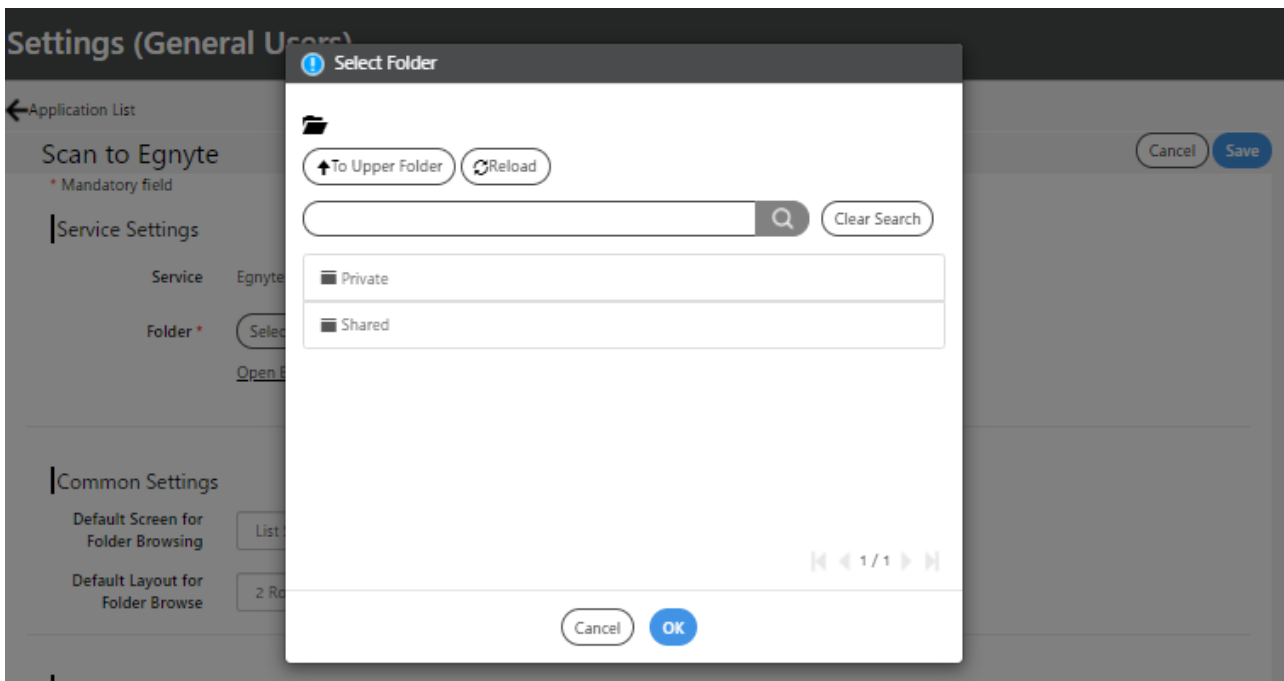 Settings (General Users)
Select Folder
Application List
To Upper Folder
Reload
Scan to Egnyte
Cancel
Save
* Mandatory field
Clear Search
Service Settings
Service
Egnyte
Private
Folder *
Shared
Common Settings
Default Screen for
Folder Browsing
List
1 / 1
Default Layout for
Folder Browse
Cancel
OK